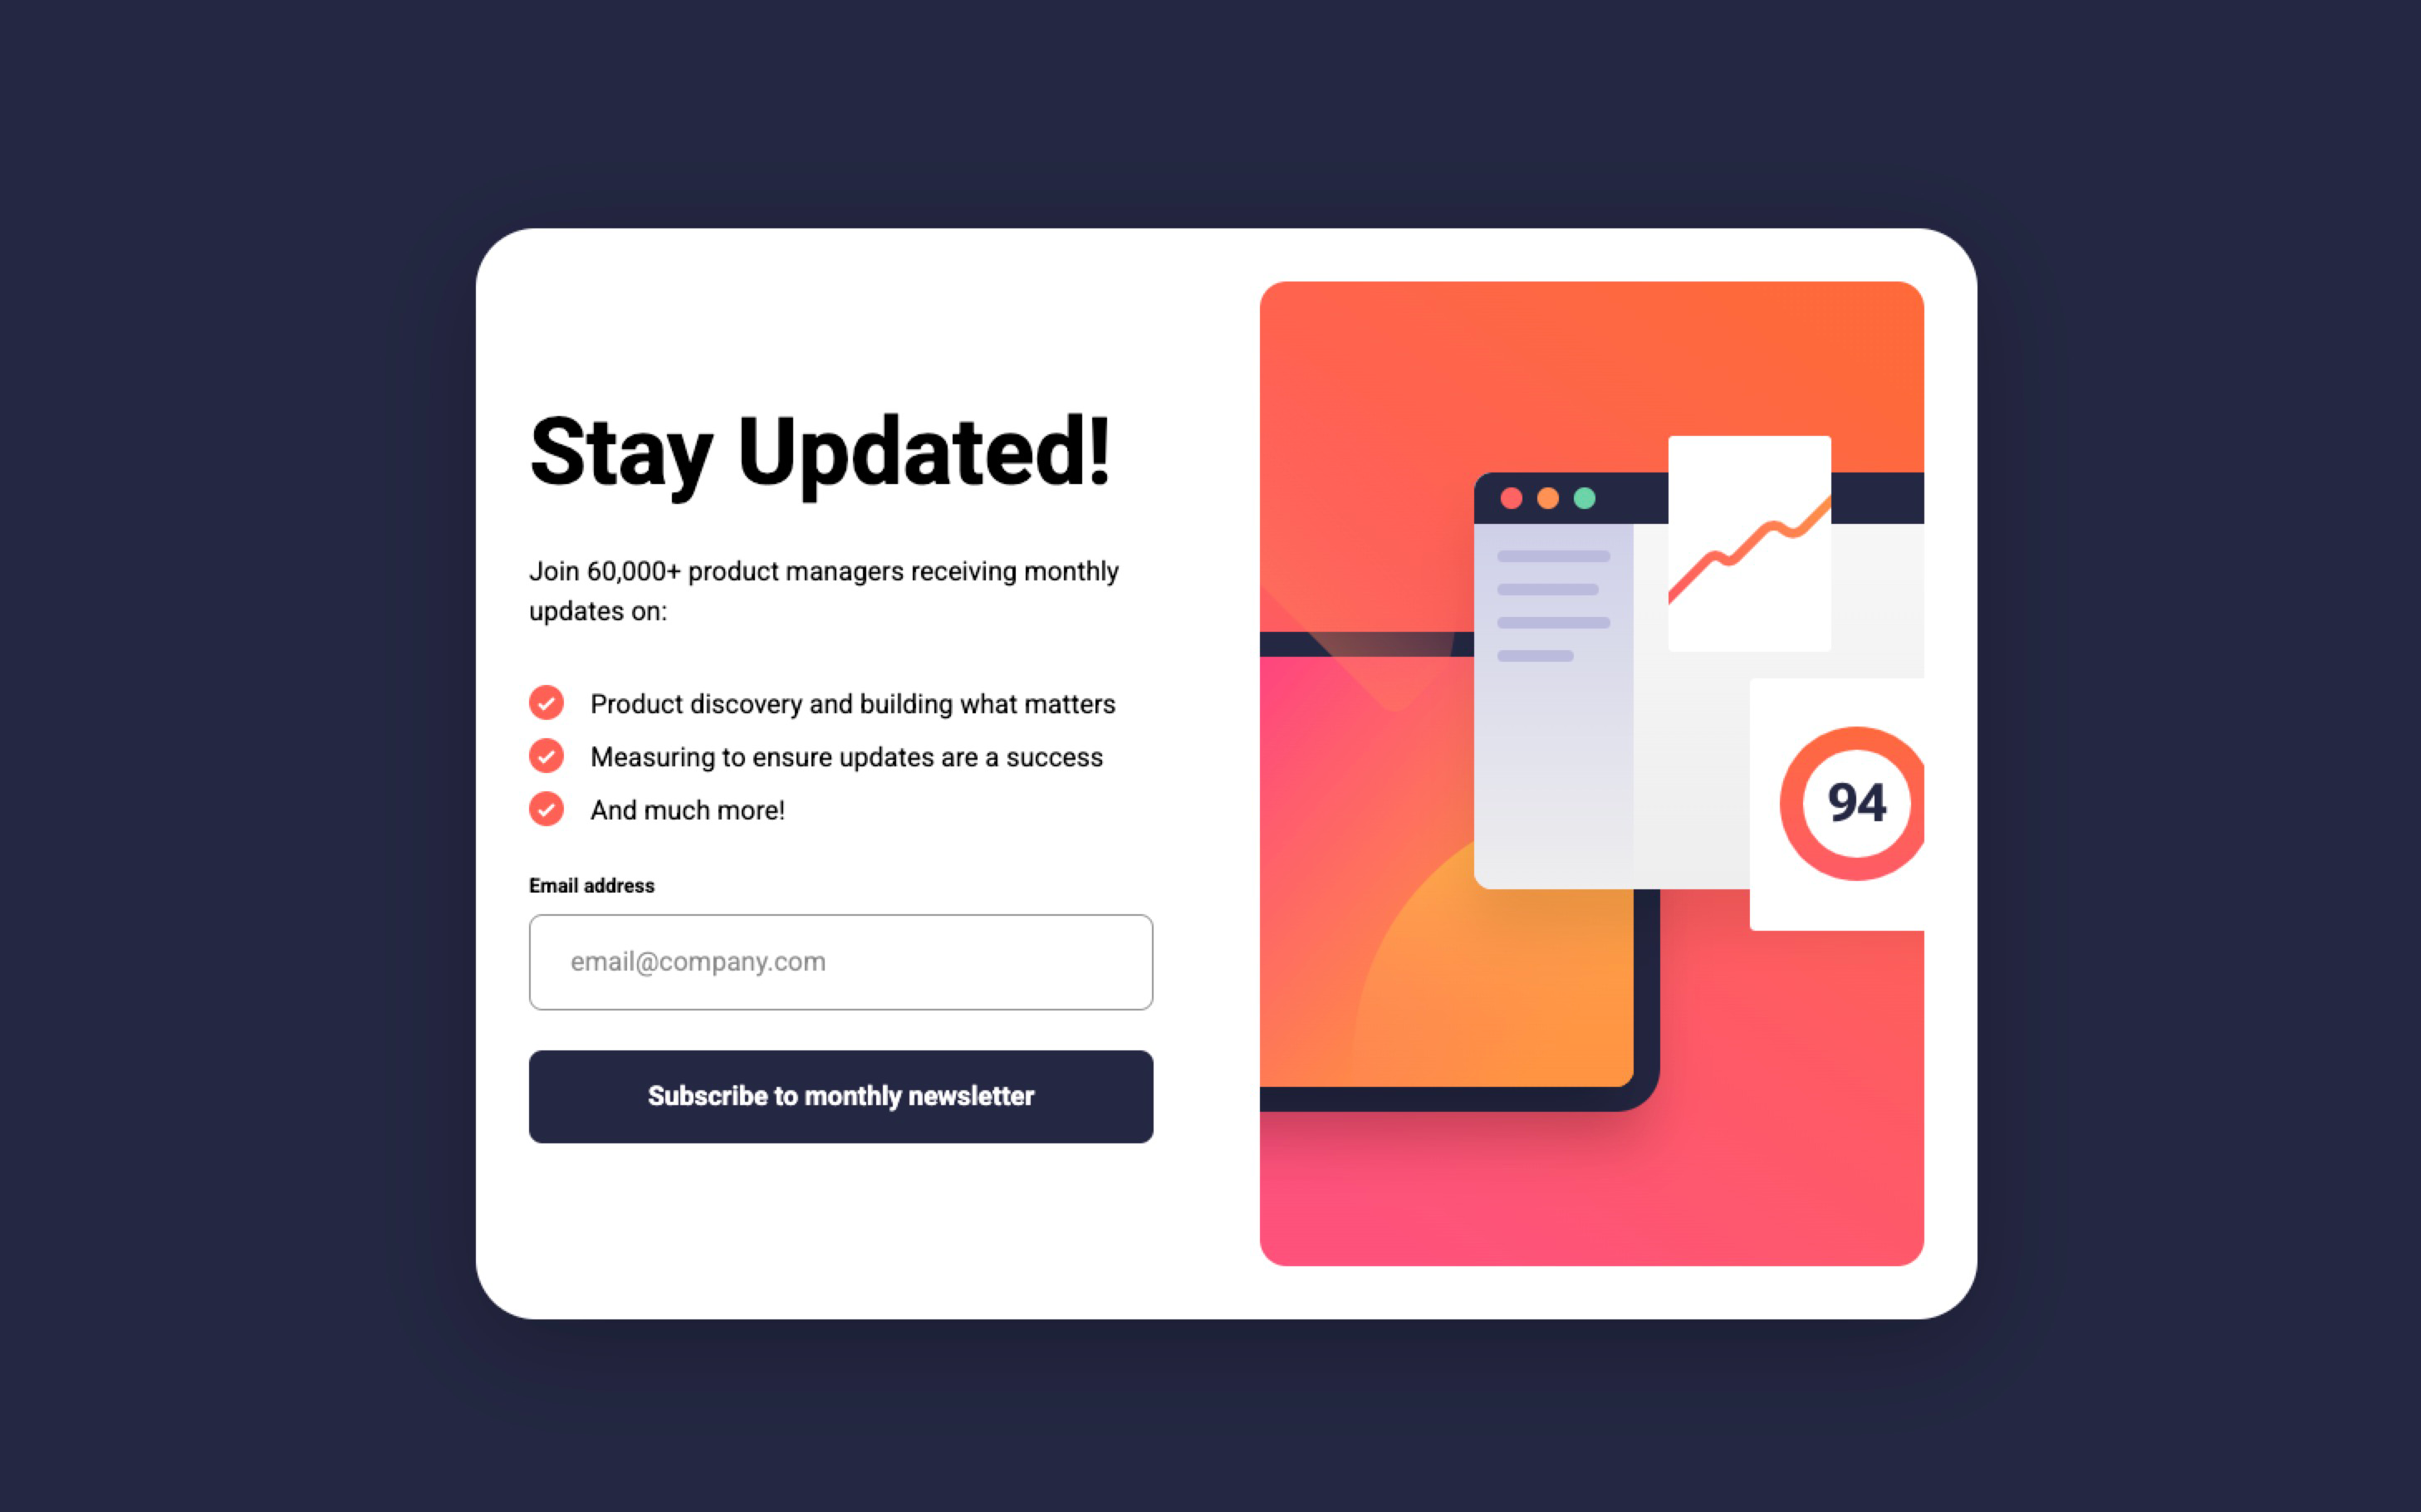 Stay Updated!
Join 60,000+ product managers receiving monthly
updates on:
Product discovery and building what matters
Measuring to ensure updates are a success
And much more!
Email address
email@company.com
Subscribe to monthly newsletter
94